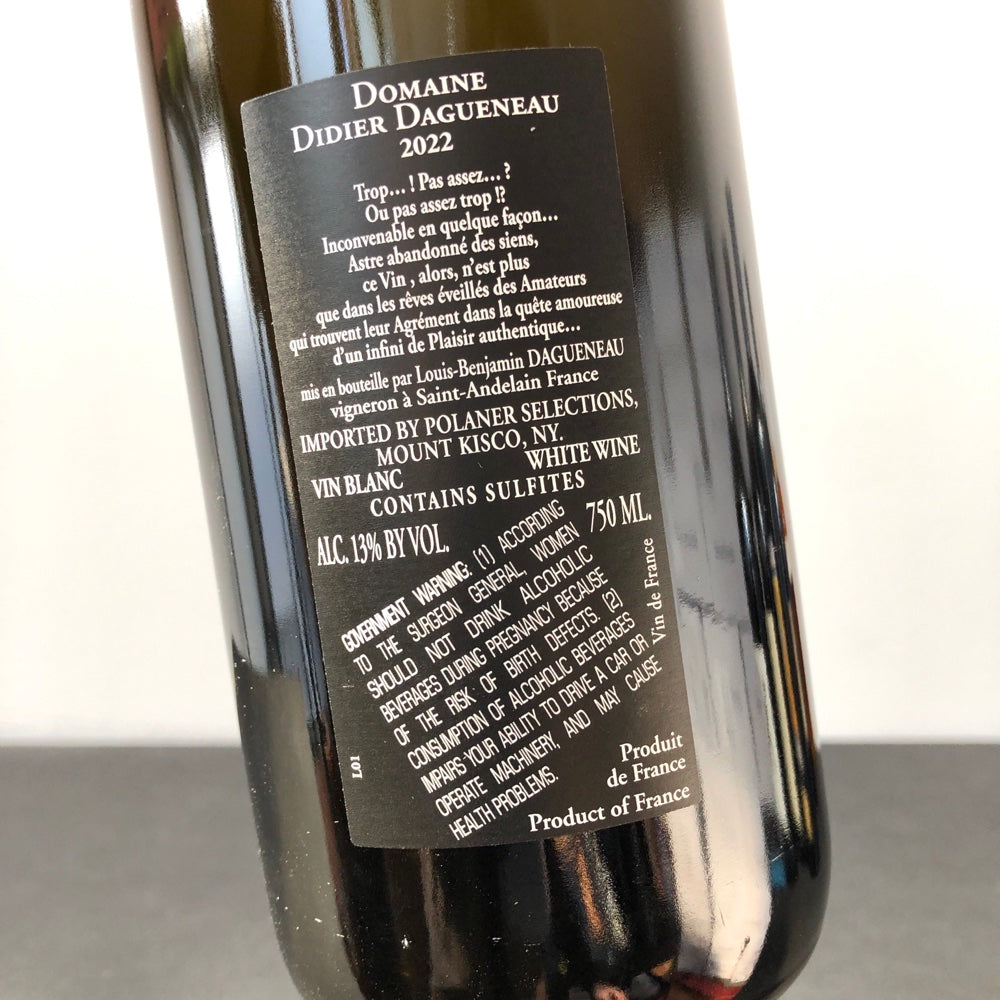 DOMAINE
DIDIER DAGUENEAU
2022
Trop... ! Pas assez... ?
Ou pas assez trop !?
Inconvenable en quelque façon...
Astre abandonné des siens,
ce Vin , alors, n'est plus
que dans les rêves éveillés des Amateurs
qui trouvent leur Agrément dans la quête amoureuse
d'un infini de Plaisir authentique...
mis en bouteille par Louis-Benjamin DAGUENEAU
vigneron à Saint-Andelain France
IMPORTED BY POLANER SELECTIONS,
MOUNT KISCO, NY.
VIN BLANC WHITE WINE
CONTAINS SULFITES
ALC. 13% BY VOL. 750 ML.
GOVERNMENT WARNING: (1) ACCORDING
TO THE SURGEON GENERAL, WOMEN
SHOULD NOT DRINK ALCOHOLIC
BEVERAGES DURING PREGNANCY BECAUSE
OF THE RISK OF BIRTH DEFECTS. (2)
CONSUMPTION OF ALCOHOLIC BEVERAGES
IMPAIRS YOUR ABILITY TO DRIVE A CAR OR
OPERATE MACHINERY, AND MAY CAUSE
HEALTH PROBLEMS.
Vin de France
L01
Produit
de France
Product of France